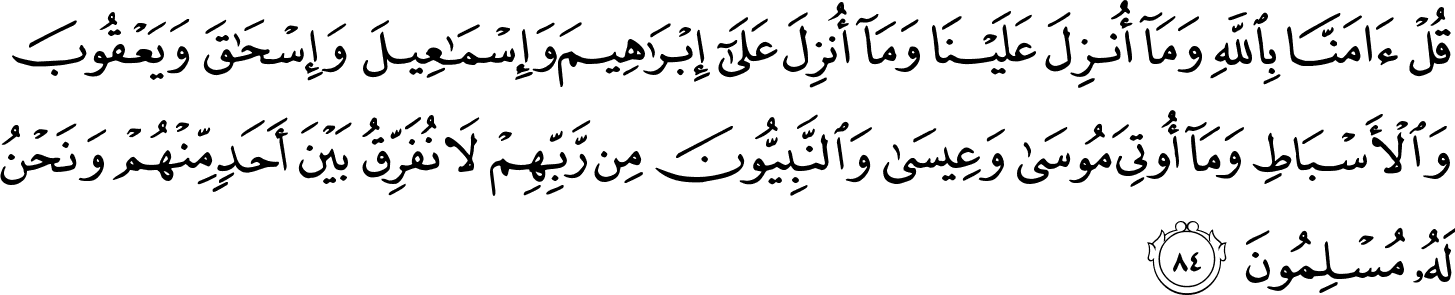 قُلۡ ءَامَنَّا بِٱللَّهِ وَمَآ أُنزِلَ عَلَيۡنَا وَمَآ أُنزِلَ عَلَىٰٓ إِبۡرَٰهِيمَ وَإِسۡمَٰعِيلَ وَإِسۡحَٰقَ وَيَعۡقُوبَ
وَٱلۡأَسۡبَاطِ وَمَآ أُوتِيَ مُوسَىٰ وَعِيسَىٰ وَٱلنَّبِيُّونَ مِن رَّبِّهِمۡ لَا نُفَرِّقُ بَيۡنَ أَحَدٖ مِّنۡهُمۡ وَنَحۡنُ
لَهُۥ مُسۡلِمُونَ ٨٤